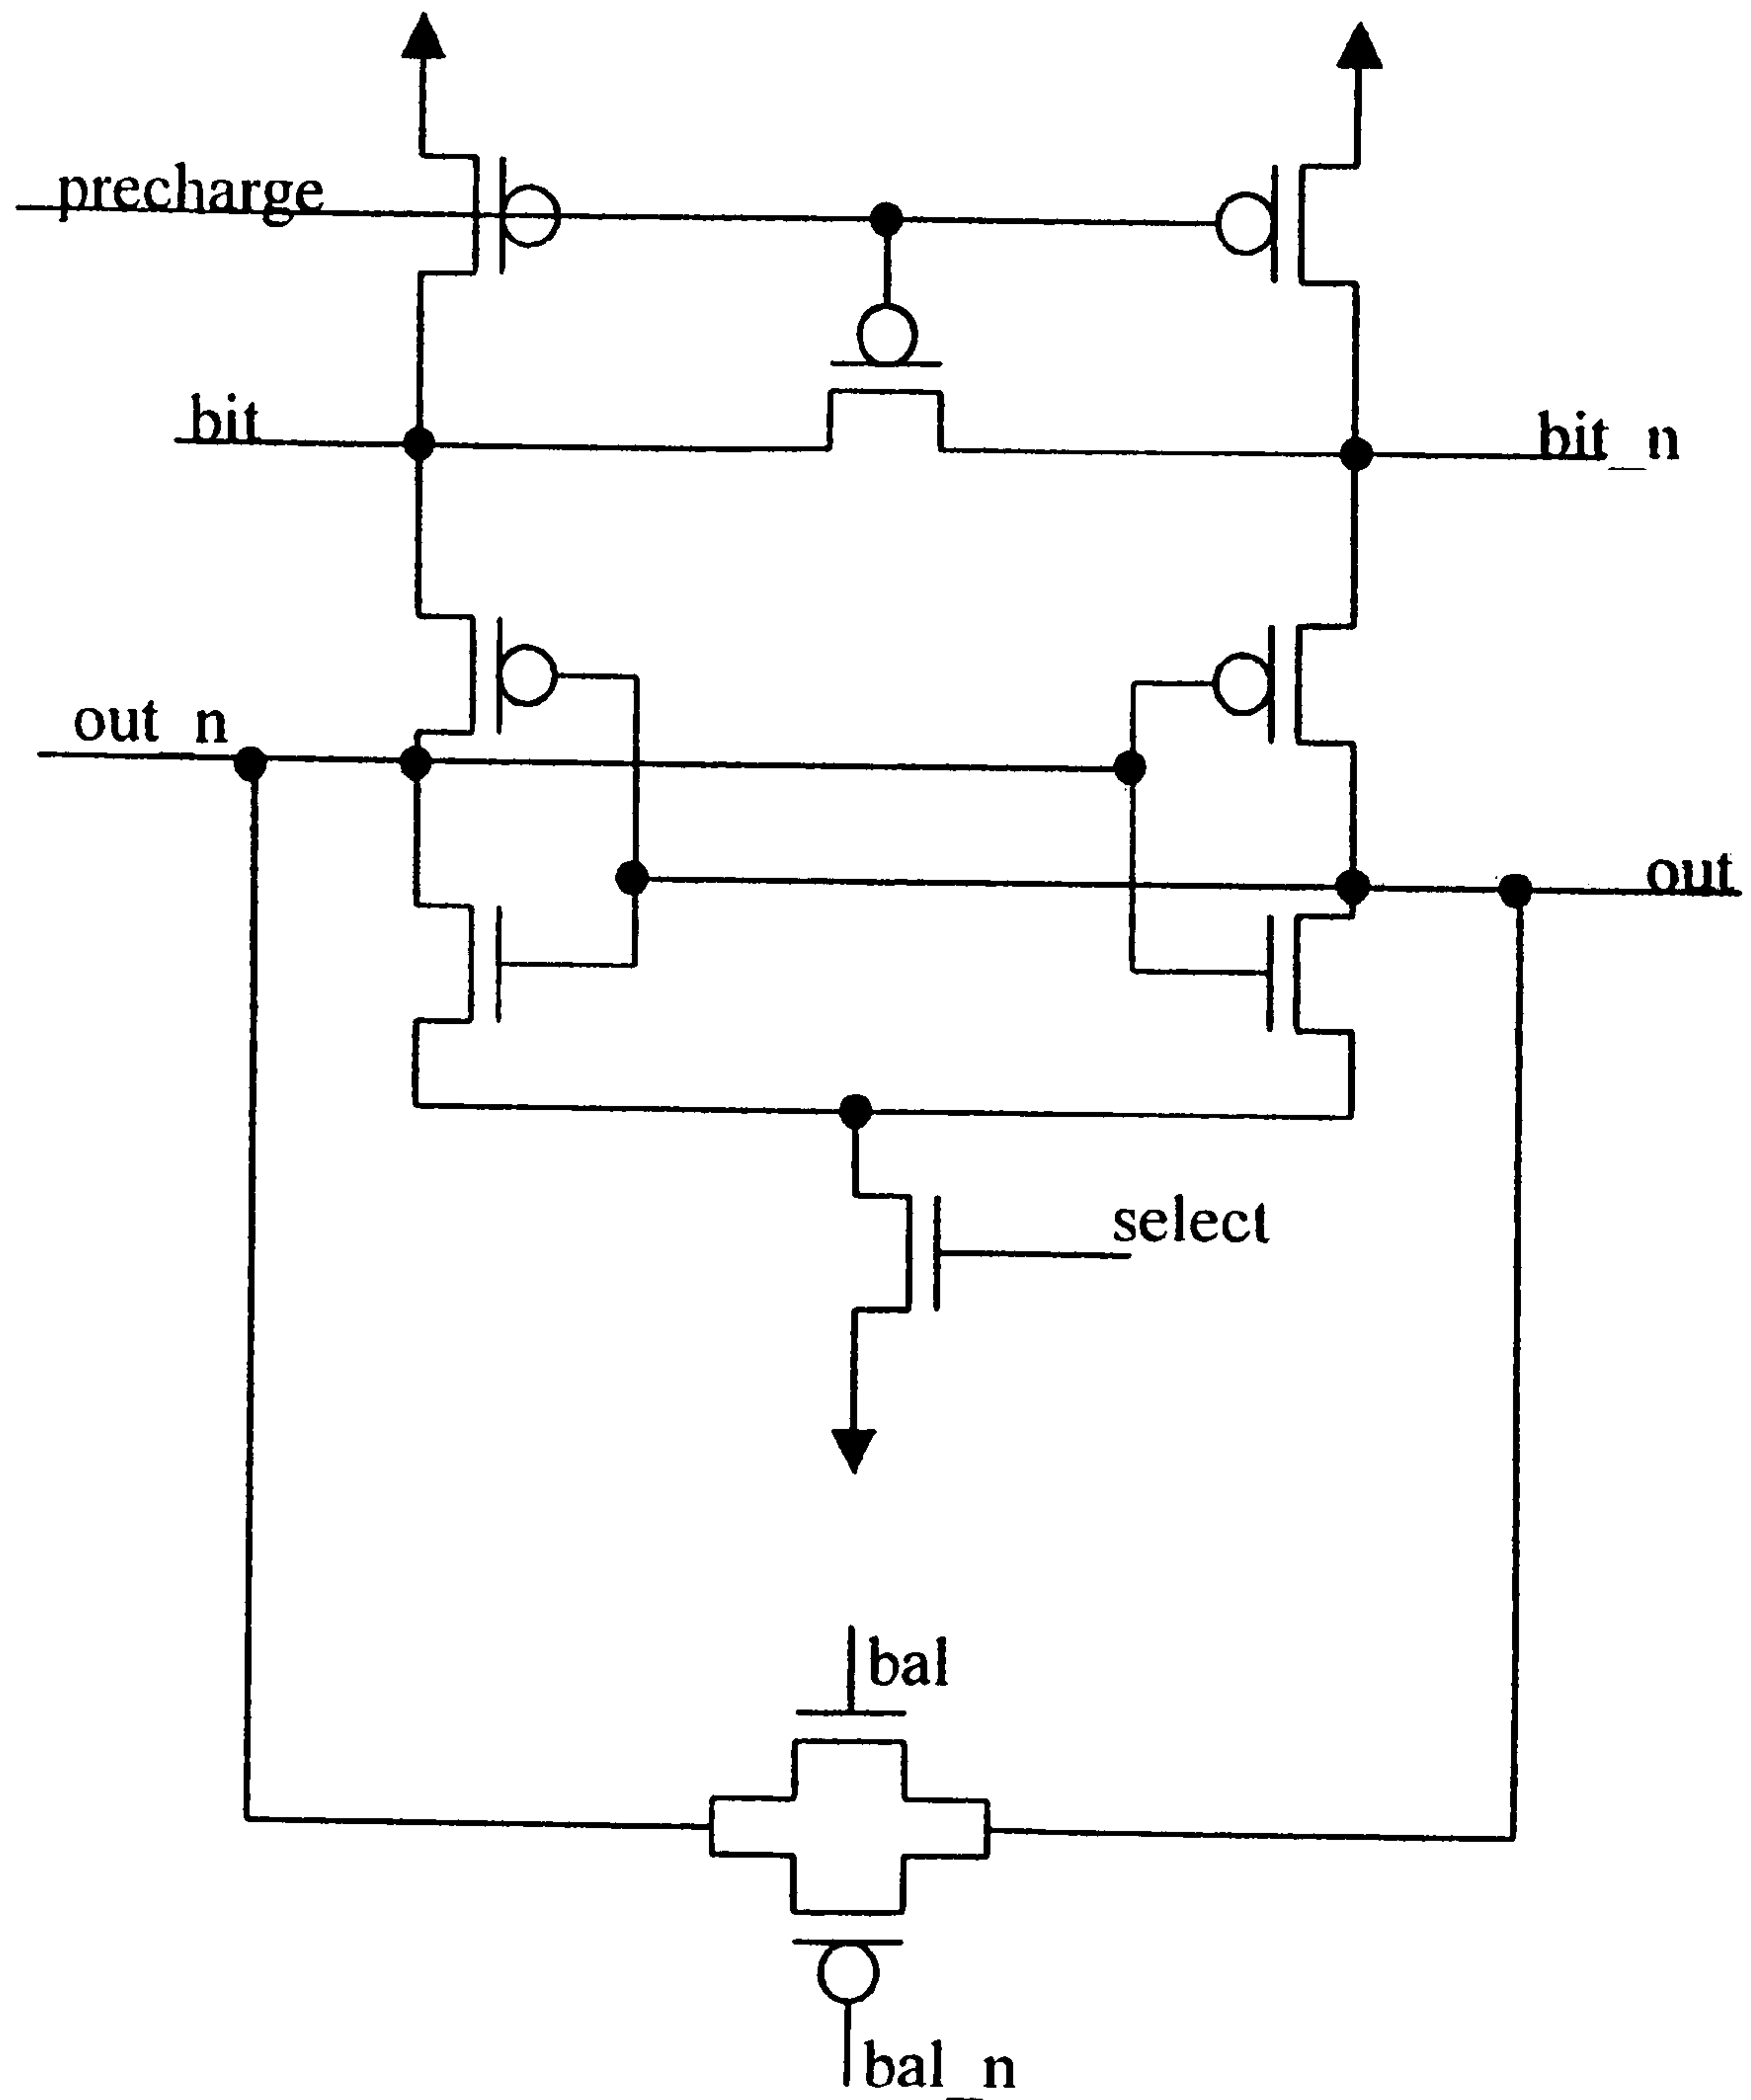 precharge
bit
bit_n
out_n
out
select
bal
bal_n